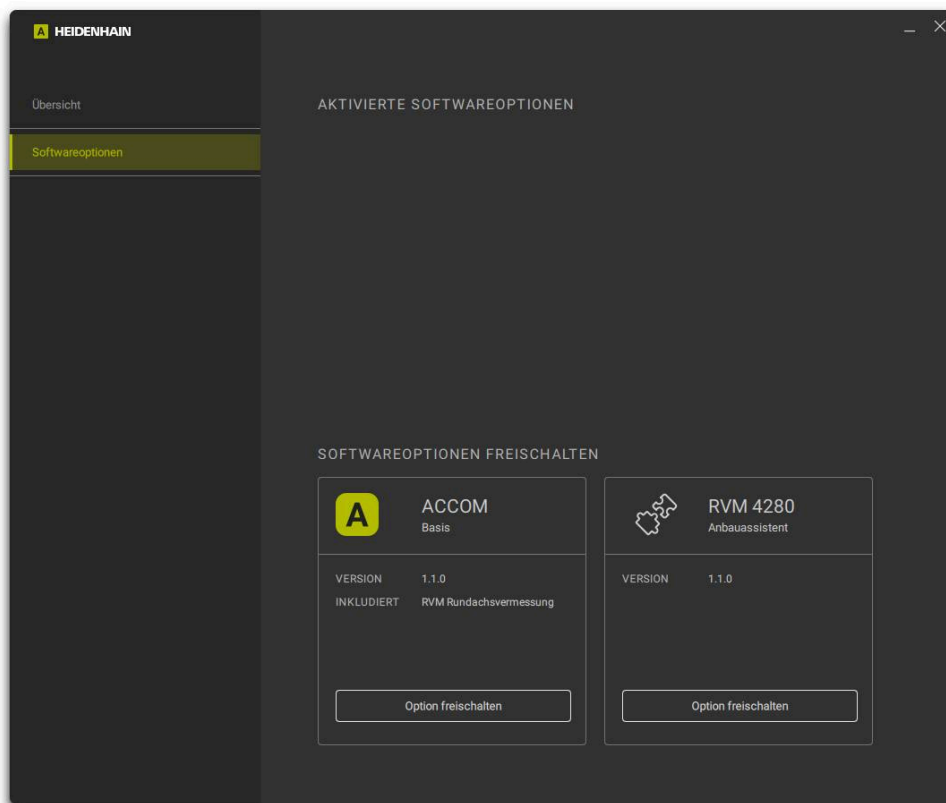 A HEIDENHAIN
Übersicht
Softwareoptionen
AKTIVIERTE SOFTWAREOPTIONEN
SOFTWAREOPTIONEN FREISCHALTEN
A
ACCOM
Basis
VERSION 1.1.0
INKLUDIERT RVM Rundachsvermessung
Option freischalten
RVM 4280
Anbauassistent
VERSION 1.1.0
Option freischalten